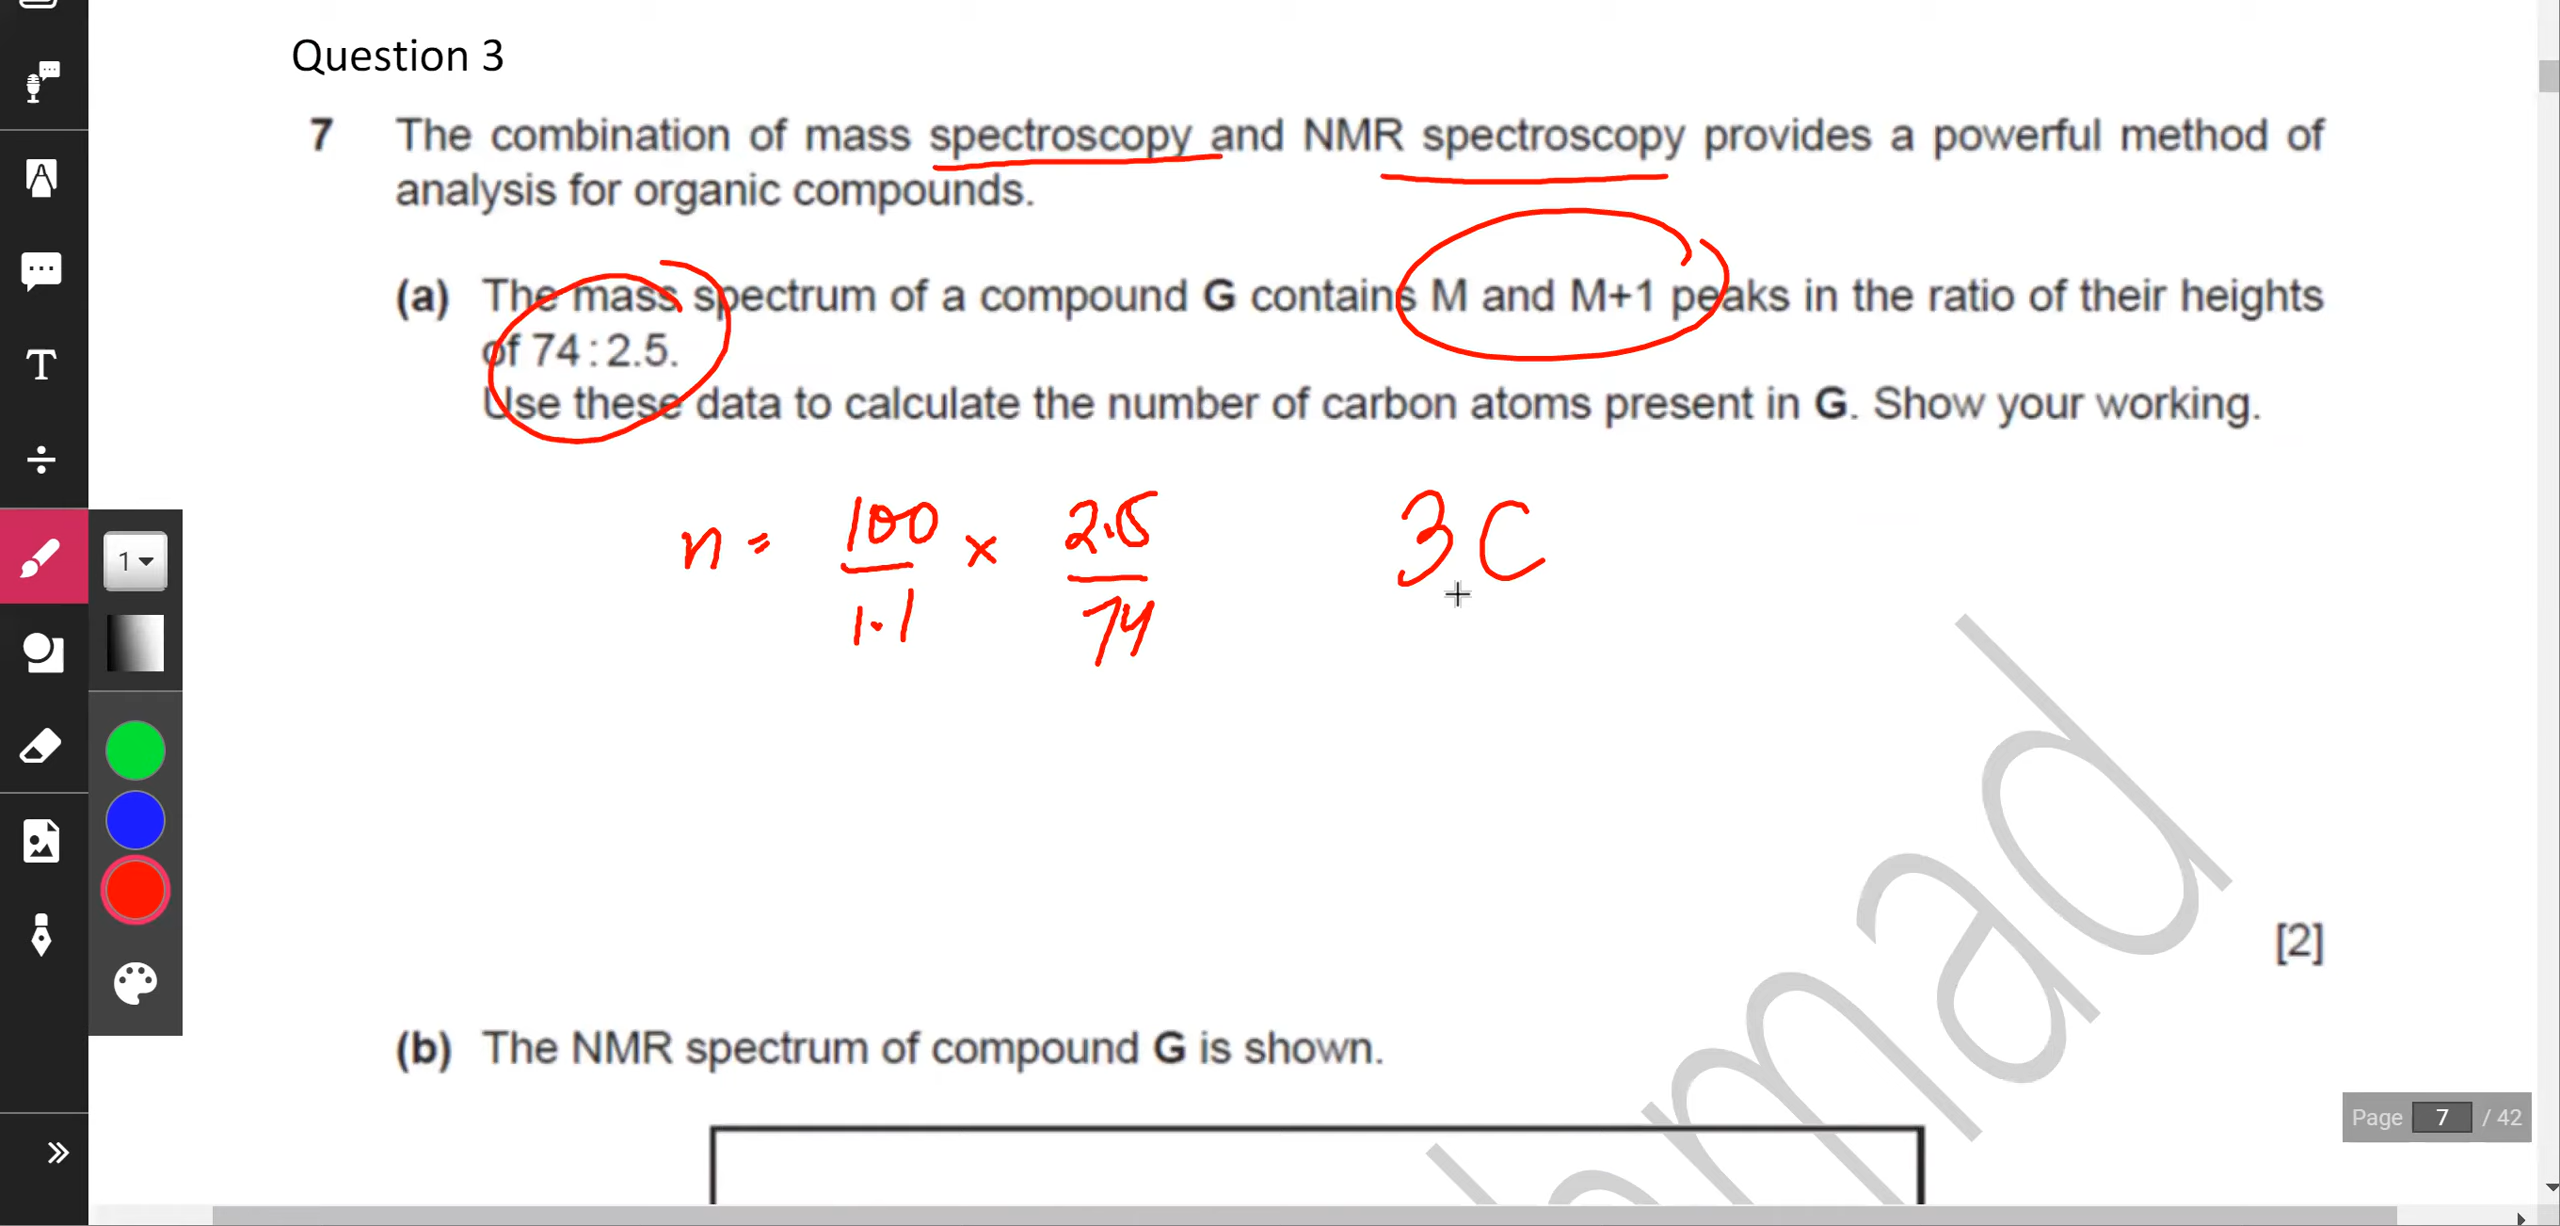 Question 3
7 The combination of mass spectroscopy and NMR spectroscopy provides a powerful method of
analysis for organic compounds.
(a) The mass spectrum of a compound G contains M and M+1 peaks in the ratio of their heights
of 74 : 2.5.
Use these data to calculate the number of carbon atoms present in G. Show your working.
n = 100/1.1 × 2.5/74 3 C
[2]
(b) The NMR spectrum of compound G is shown.
1
Page 7 / 42